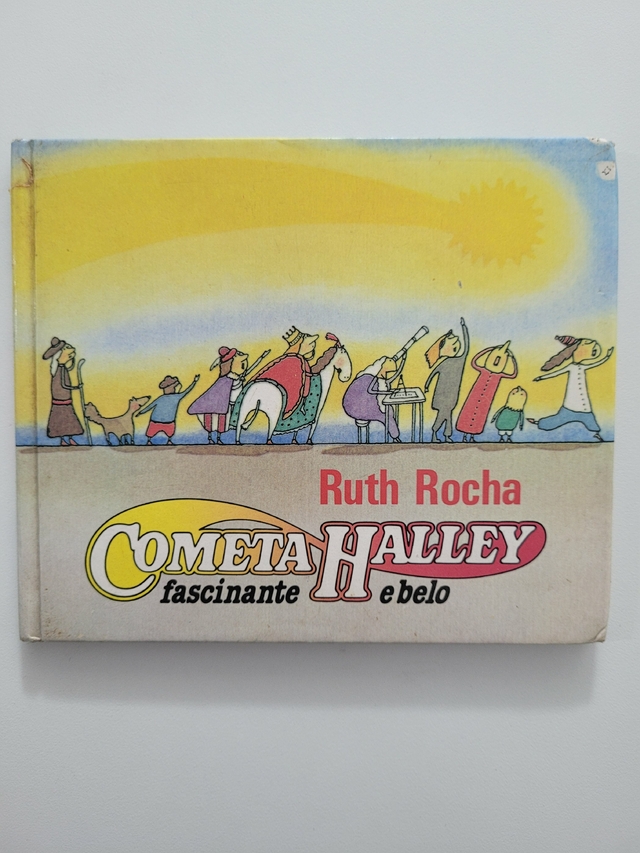 Ruth Rocha
COMETA HALLEY
fascinante e belo